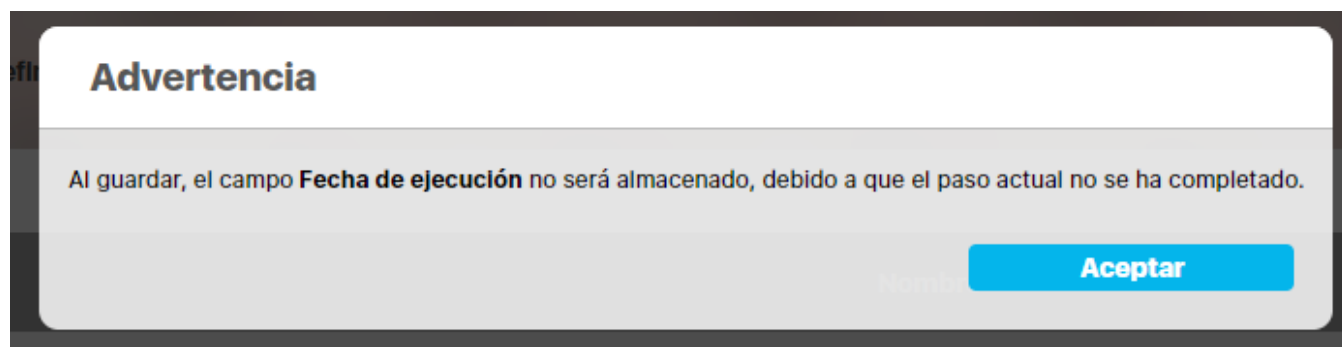 Advertencia
Al guardar, el campo Fecha de ejecución no será almacenado, debido a que el paso actual no se ha completado.
Aceptar